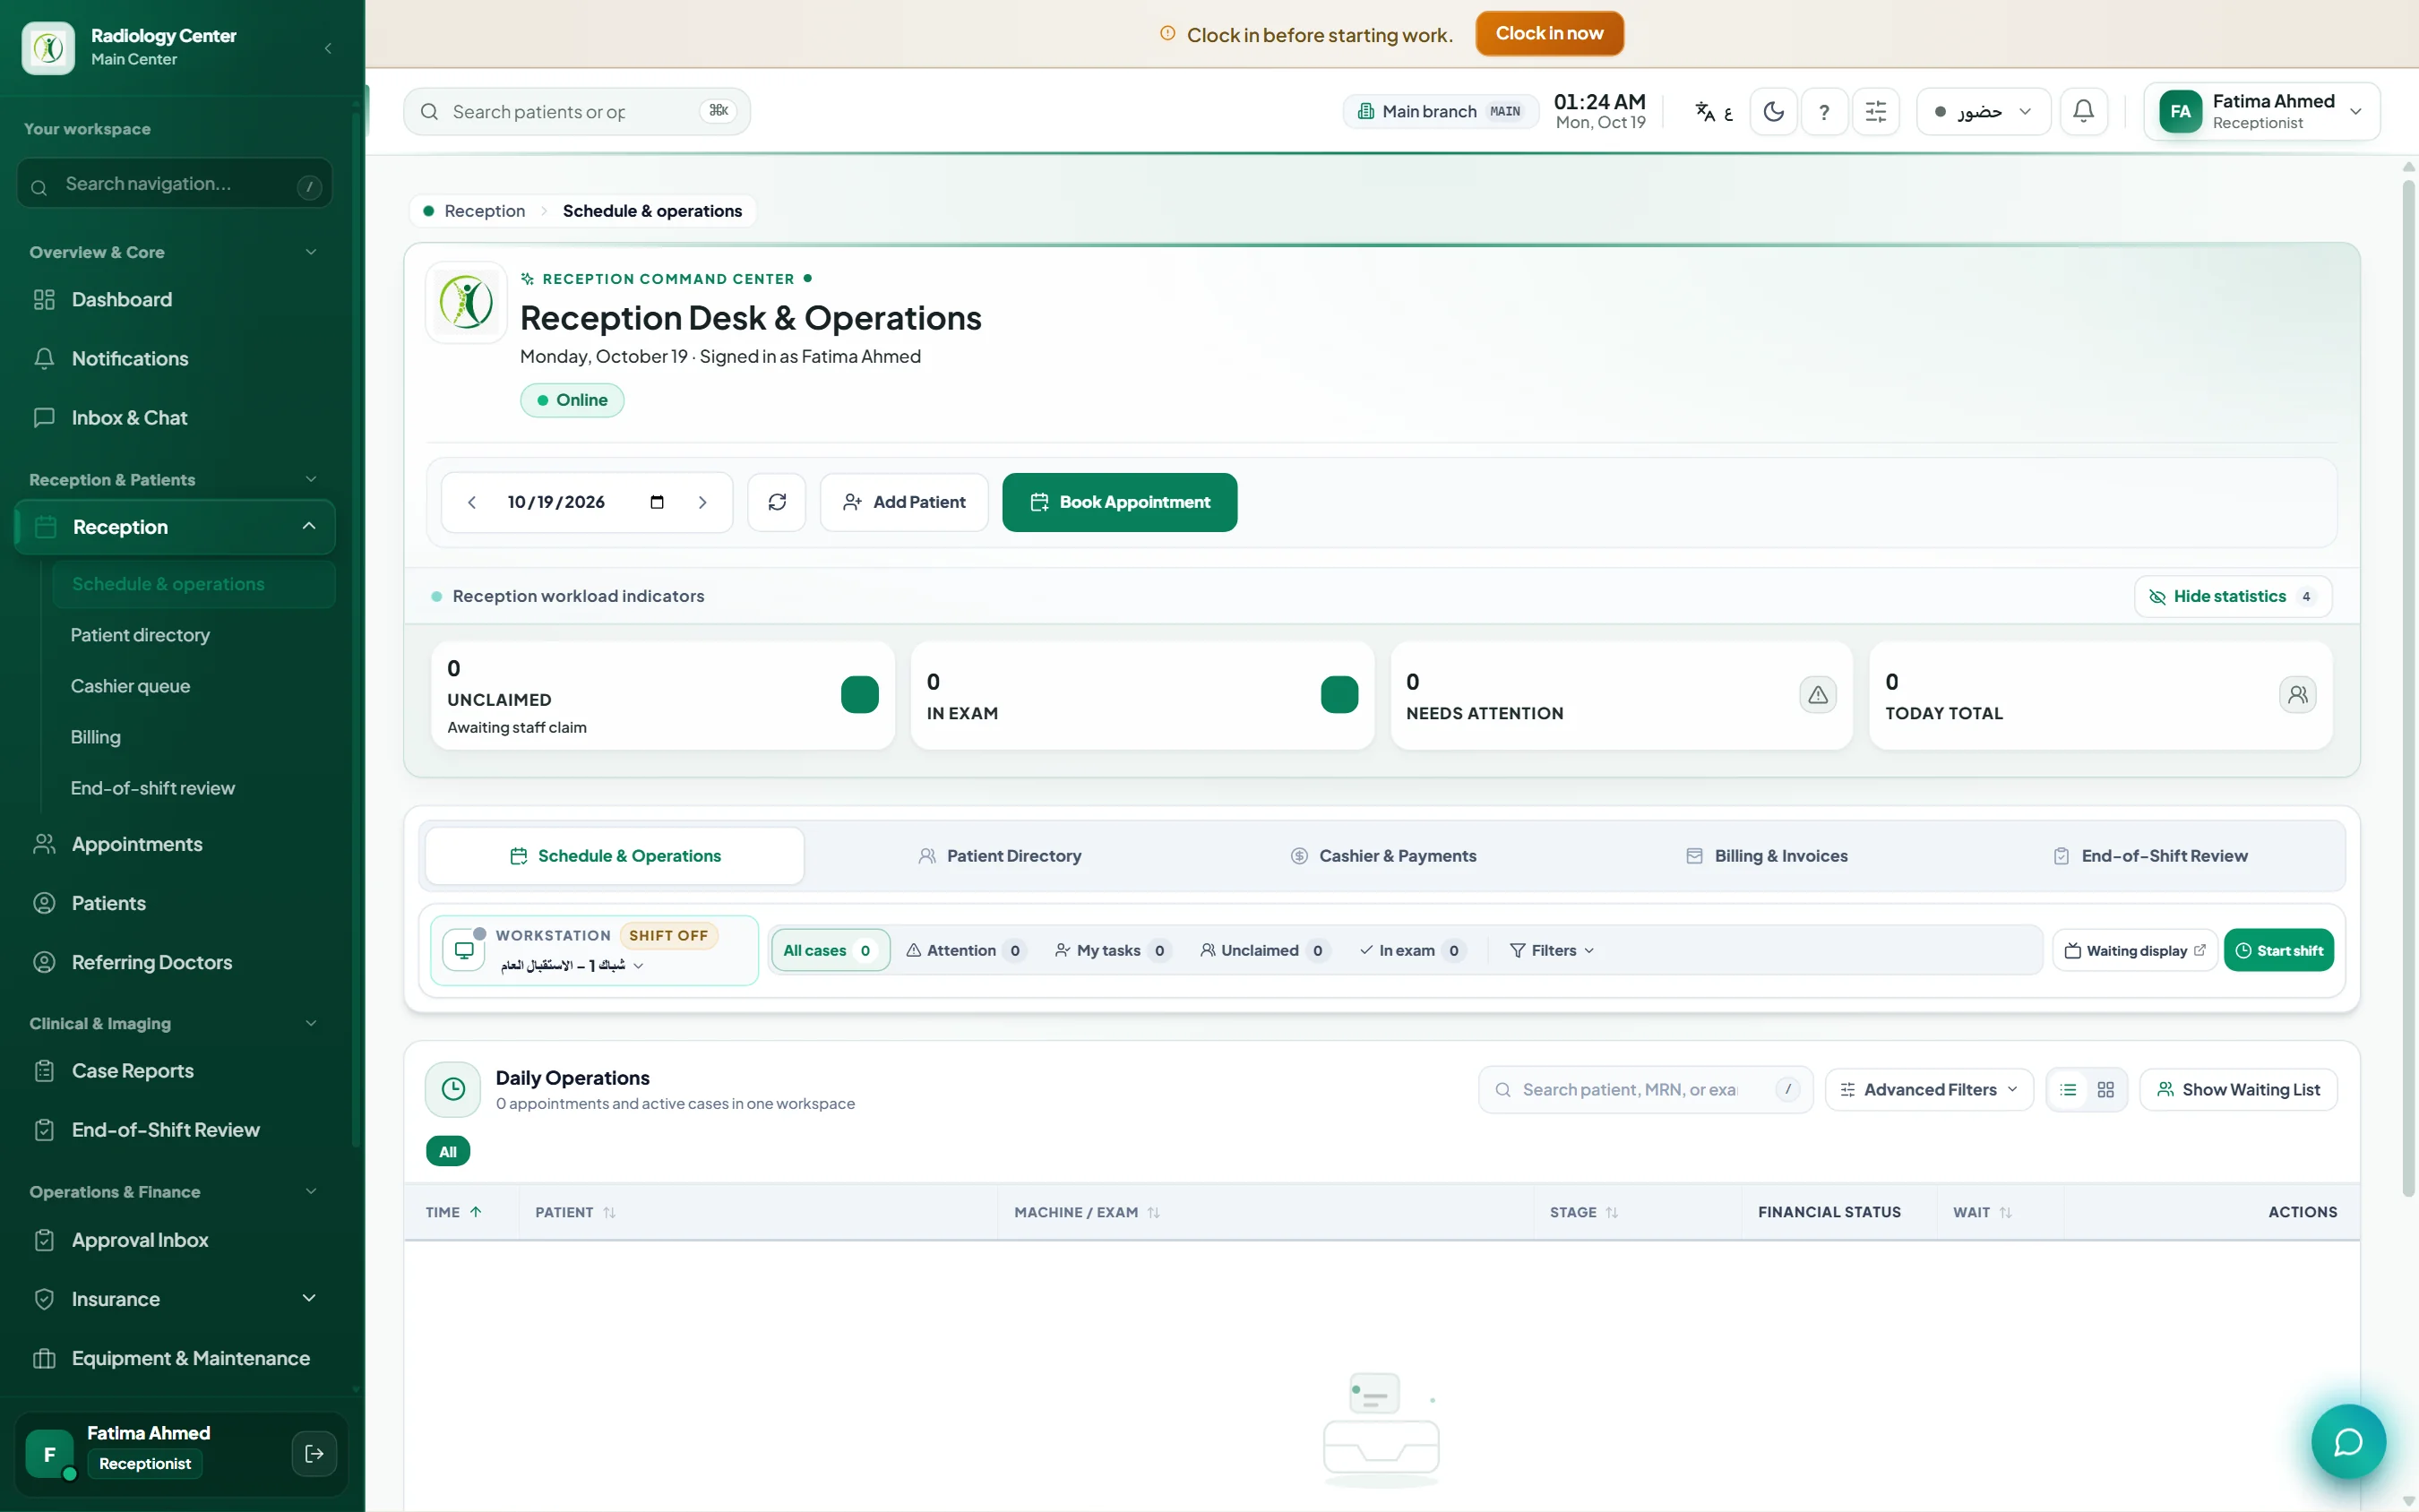 Radiology Center
Main Center
Your workspace
Search navigation...
/
Overview & Core
Dashboard
Notifications
Inbox & Chat
Reception & Patients
Reception
Schedule & operations
Patient directory
Cashier queue
Billing
End-of-shift review
Appointments
Patients
Referring Doctors
Clinical & Imaging
Case Reports
End-of-Shift Review
Operations & Finance
Approval Inbox
Insurance
Equipment & Maintenance
F
Fatima Ahmed
Receptionist
Clock in before starting work.
Clock in now
Search patients or op
⌘K
Main branch MAIN
01:24 AM
Mon, Oct 19
ع
?
حضور
FA
Fatima Ahmed
Receptionist
Reception
Schedule & operations
RECEPTION COMMAND CENTER
Reception Desk & Operations
Monday, October 19 · Signed in as Fatima Ahmed
Online
10/19/2026
Add Patient
Book Appointment
Reception workload indicators
Hide statistics 4
0
UNCLAIMED
Awaiting staff claim
0
IN EXAM
0
NEEDS ATTENTION
0
TODAY TOTAL
Schedule & Operations
Patient Directory
Cashier & Payments
Billing & Invoices
End-of-Shift Review
WORKSTATION SHIFT OFF
شباك 1 – الاستقبال العام
All cases 0
Attention 0
My tasks 0
Unclaimed 0
In exam 0
Filters
Waiting display
Start shift
Daily Operations
0 appointments and active cases in one workspace
Search patient, MRN, or exa
/
Advanced Filters
Show Waiting List
All
TIME
PATIENT
MACHINE / EXAM
STAGE
FINANCIAL STATUS
WAIT
ACTIONS